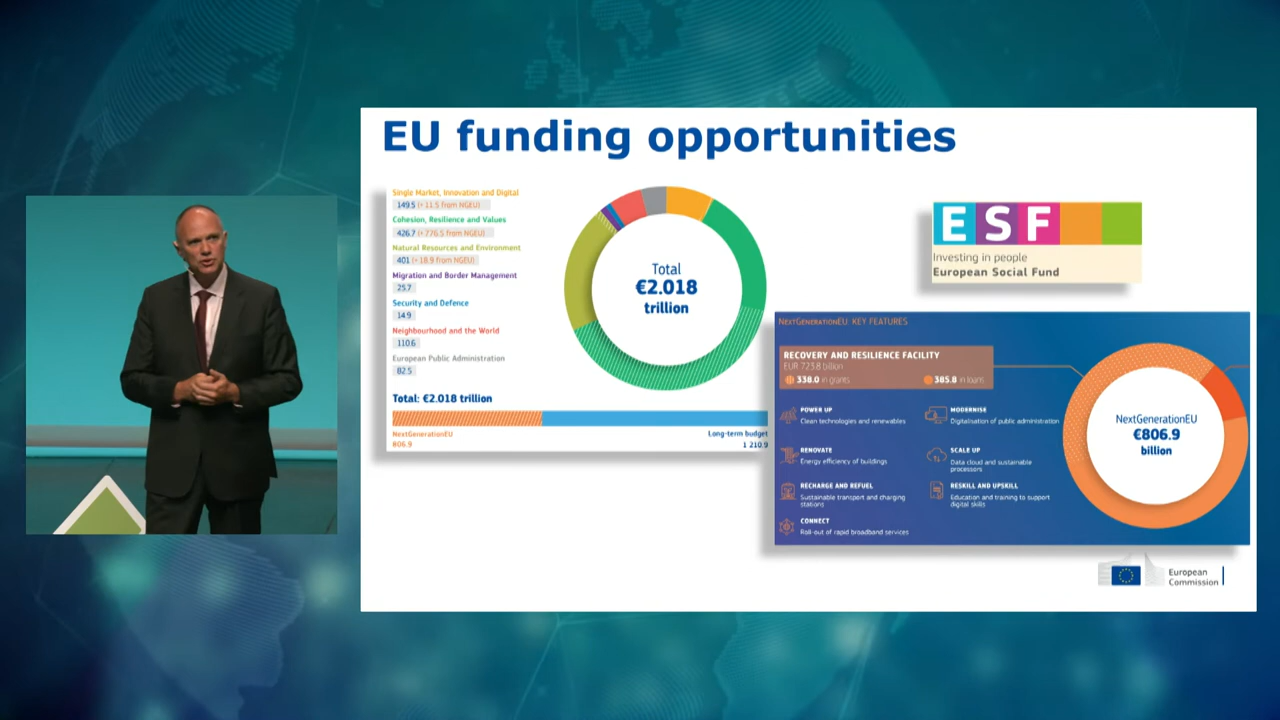 EU funding opportunities
Single Market, Innovation and Digital
149.5 (+ 11.5 from NGEU)
Cohesion, Resilience and Values
426.7 (+ 776.5 from NGEU)
Natural Resources and Environment
401 (+ 18.9 from NGEU)
Migration and Border Management
25.7
Security and Defence
14.9
Neighbourhood and the World
110.6
European Public Administration
82.5
Total: €2.018 trillion
NextGenerationEU
806.9
Long-term budget
1 210.9
Total
€2.018
trillion
ESF
Investing in people
European Social Fund
NEXTGENERATIONEU: KEY FEATURES
RECOVERY AND RESILIENCE FACILITY
EUR 723.8 billion
338.0 in grants
385.8 in loans
POWER UP
Clean technologies and renewables
RENOVATE
Energy efficiency of buildings
RECHARGE AND REFUEL
Sustainable transport and charging
stations
CONNECT
Roll-out of rapid broadband services
MODERNISE
Digitalisation of public administration
SCALE UP
Data cloud and sustainable
processors
RESKILL AND UPSKILL
Education and training to support
digital skills
NextGenerationEU
€806.9
billion
European
Commission